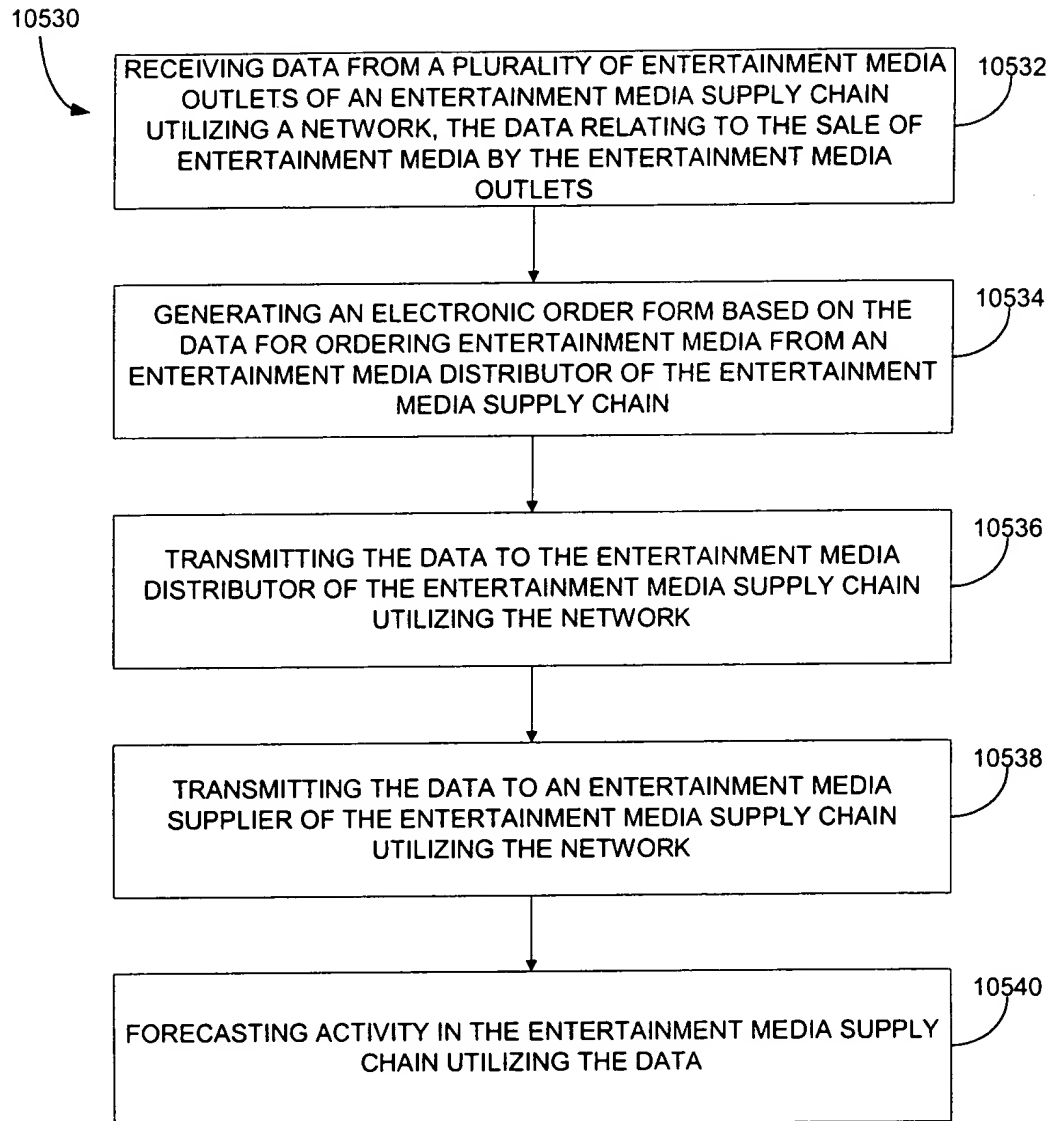 10530
RECEIVING DATA FROM A PLURALITY OF ENTERTAINMENT MEDIA
OUTLETS OF AN ENTERTAINMENT MEDIA SUPPLY CHAIN
UTILIZING A NETWORK, THE DATA RELATING TO THE SALE OF
ENTERTAINMENT MEDIA BY THE ENTERTAINMENT MEDIA
OUTLETS
10532
GENERATING AN ELECTRONIC ORDER FORM BASED ON THE
DATA FOR ORDERING ENTERTAINMENT MEDIA FROM AN
ENTERTAINMENT MEDIA DISTRIBUTOR OF THE ENTERTAINMENT
MEDIA SUPPLY CHAIN
10534
TRANSMITTING THE DATA TO THE ENTERTAINMENT MEDIA
DISTRIBUTOR OF THE ENTERTAINMENT MEDIA SUPPLY CHAIN
UTILIZING THE NETWORK
10536
TRANSMITTING THE DATA TO AN ENTERTAINMENT MEDIA
SUPPLIER OF THE ENTERTAINMENT MEDIA SUPPLY CHAIN
UTILIZING THE NETWORK
10538
FORECASTING ACTIVITY IN THE ENTERTAINMENT MEDIA SUPPLY
CHAIN UTILIZING THE DATA
10540